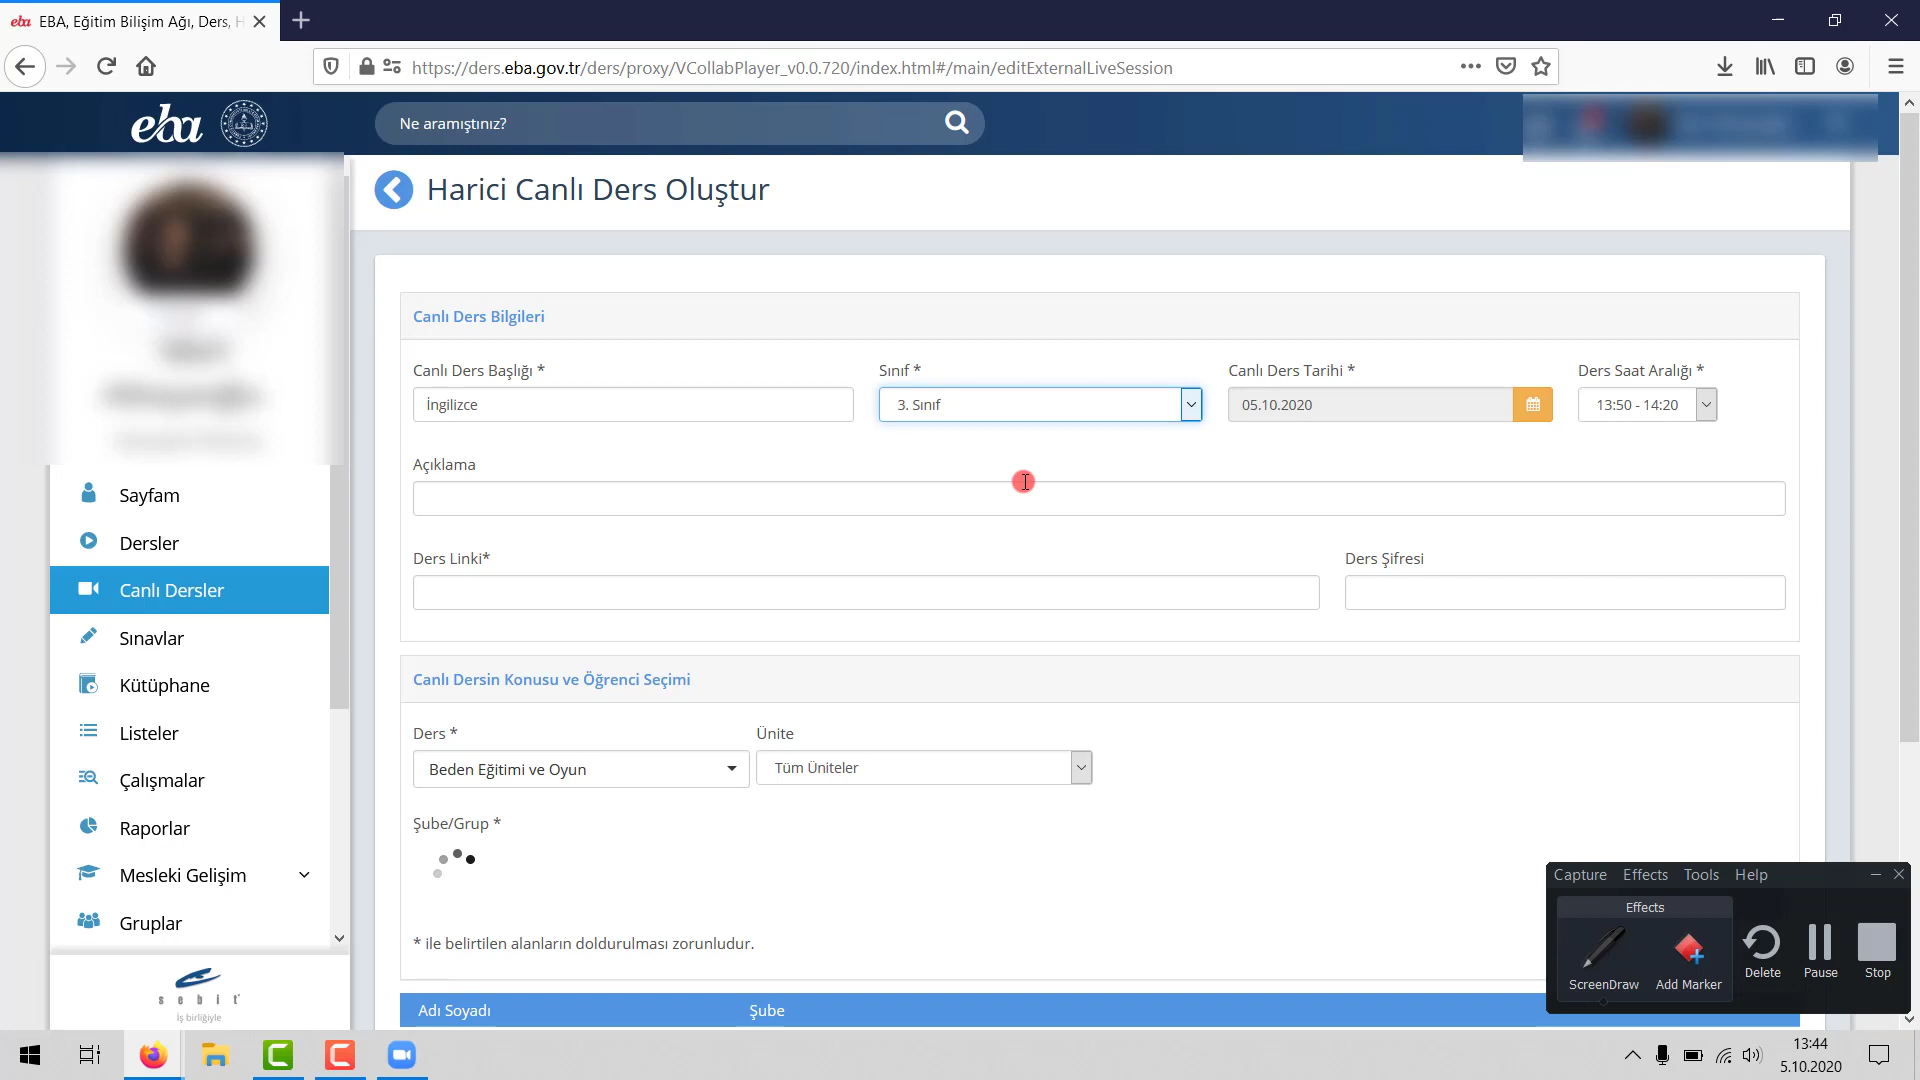 eba EBA, Eğitim Bilişim Ağı, Ders, H
https://ders.eba.gov.tr/ders/proxy/VCollabPlayer_v0.0.720/index.html#/main/editExternalLiveSession
eba
Ne aramıştınız?
Harici Canlı Ders Oluştur
Canlı Ders Bilgileri
Canlı Ders Başlığı * Sınıf * Canlı Ders Tarihi * Ders Saat Aralığı *
İngilizce 3. Sınıf 05.10.2020 13:50 - 14:20
Açıklama
Ders Linki* Ders Şifresi
Canlı Dersin Konusu ve Öğrenci Seçimi
Ders * Ünite
Beden Eğitimi ve Oyun Tüm Üniteler
Şube/Grup *
* ile belirtilen alanların doldurulması zorunludur.
Adı Soyadı Şube
Sayfam
Dersler
Canlı Dersler
Sınavlar
Kütüphane
Listeler
Çalışmalar
Raporlar
Mesleki Gelişim
Gruplar
sebit
İş birliğiyle
Capture Effects Tools Help
Effects
ScreenDraw Add Marker Delete Pause Stop
13:44
5.10.2020